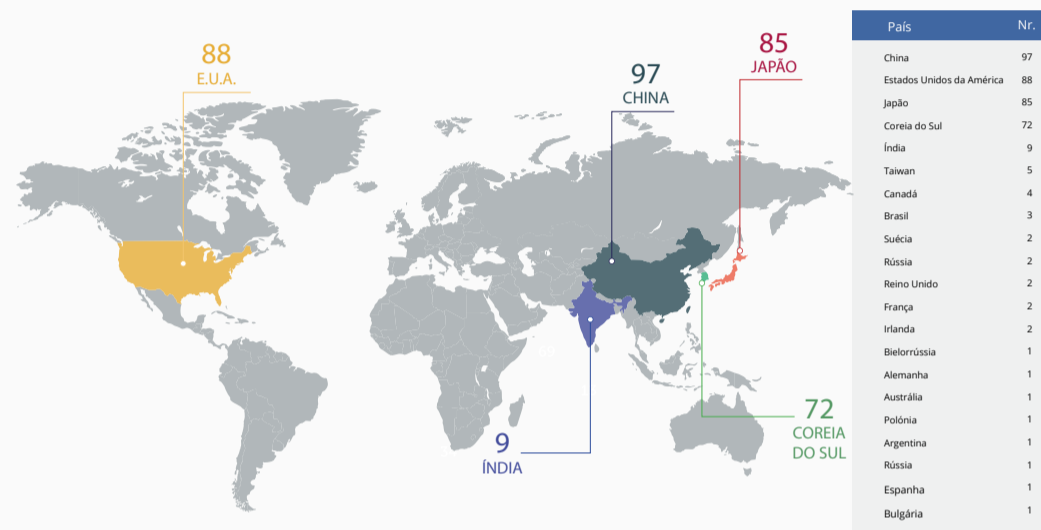 88
E.U.A.
97
CHINA
85
JAPÃO
9
ÍNDIA
72
COREIA
DO SUL
País Nr.
China 97
Estados Unidos da América 88
Japão 85
Coreia do Sul 72
Índia 9
Taiwan 5
Canadá 4
Brasil 3
Suécia 2
Rússia 2
Reino Unido 2
França 2
Irlanda 2
Bielorrússia 1
Alemanha 1
Austrália 1
Polónia 1
Argentina 1
Rússia 1
Espanha 1
Bulgária 1